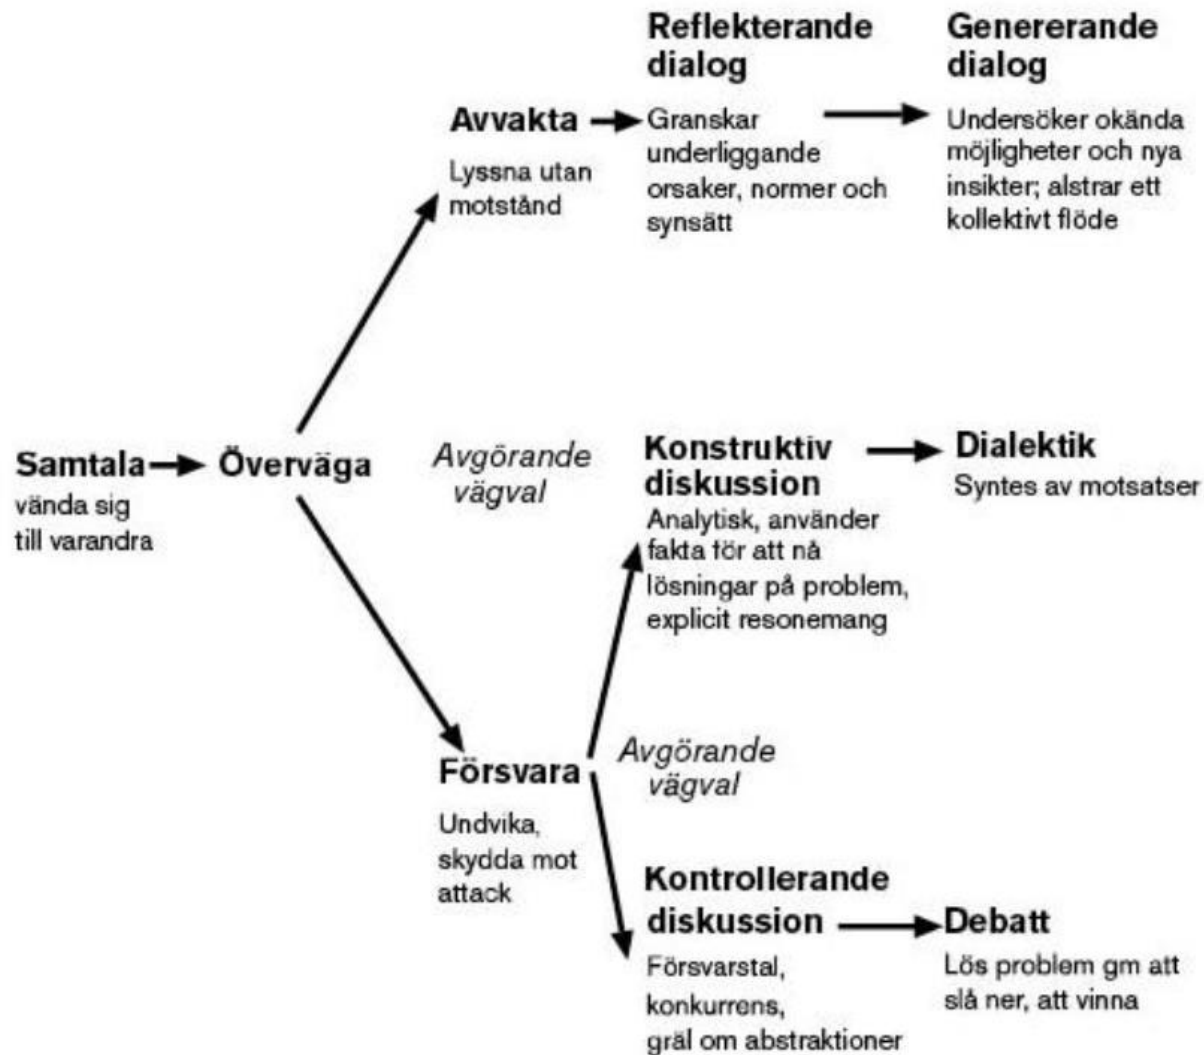 Reflekterande
dialog
Granskar
underliggande
orsaker, normer och
synsätt
Genererande
dialog
Undersöker okända
möjligheter och nya
insikter; alstrar ett
kollektivt flöde
Avvakta
Lyssna utan
motstånd
Samtala
vända sig
till varandra
Överväga
Avgörande
vägval
Konstruktiv
diskussion
Analytisk, använder
fakta för att nå
lösningar på problem,
explicit resonemang
Dialektik
Syntes av motsatser
Försvara
Undvika,
skydda mot
attack
Avgörande
vägval
Kontrollerande
diskussion
Försvarstal,
konkurrens,
gräl om abstraktioner
Debatt
Lös problem gm att
slå ner, att vinna